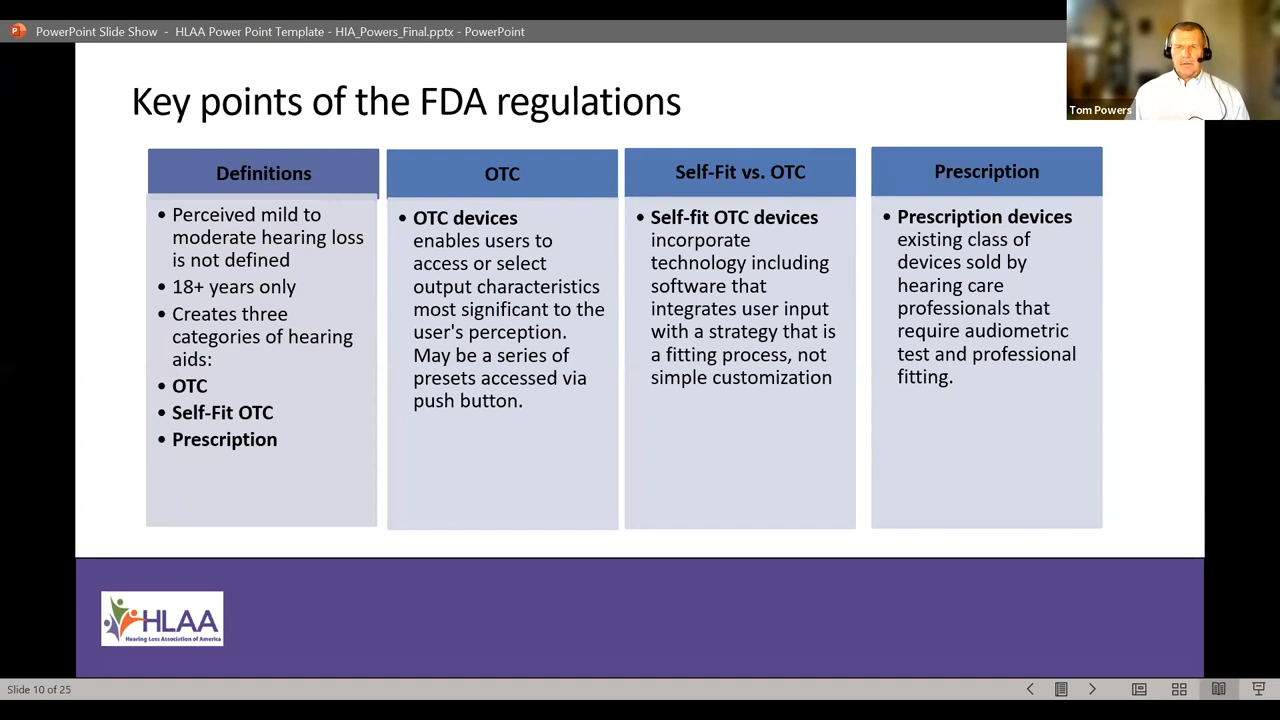 PowerPoint Slide Show - HLAA Power Point Template - HIA_Powers_Final.pptx - PowerPoint
Tom Powers
Key points of the FDA regulations
Definitions
• Perceived mild to
moderate hearing loss
is not defined
• 18+ years only
• Creates three
categories of hearing
aids:
• OTC
• Self-Fit OTC
• Prescription
OTC
• OTC devices
enables users to
access or select
output characteristics
most significant to the
user's perception.
May be a series of
presets accessed via
push button.
Self-Fit vs. OTC
• Self-fit OTC devices
incorporate
technology including
software that
integrates user input
with a strategy that is
a fitting process, not
simple customization
Prescription
• Prescription devices
existing class of
devices sold by
hearing care
professionals that
require audiometric
test and professional
fitting.
HLAA
Hearing Loss Association of America
Slide 10 of 25